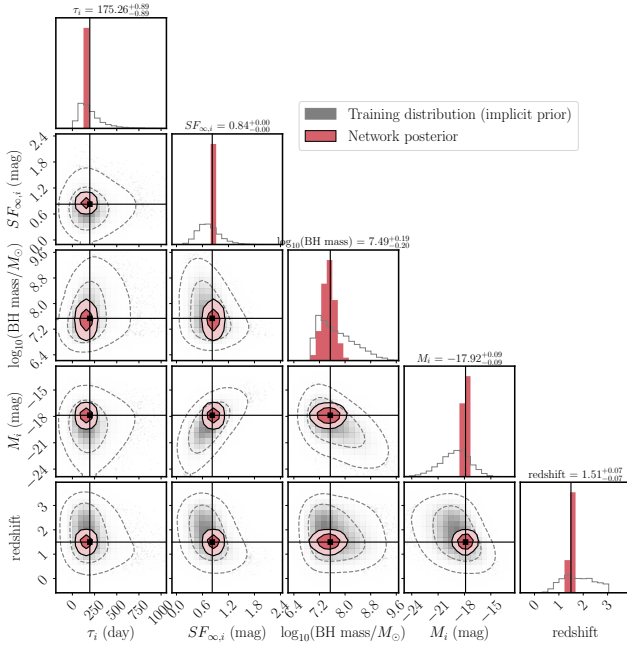 τ_i = 175.26^{+0.89}_{-0.89}
Training distribution (implicit prior)
Network posterior
SF_{∞,i} = 0.84^{+0.00}_{-0.00}
SF_{∞,i} (mag)
2.4
1.8
1.2
0.6
0.0
log_{10}(BH mass) = 7.49^{+0.19}_{-0.20}
log_{10}(BH mass/M_⊙)
9.6
8.8
8.0
7.2
6.4
M_i = −17.92^{+0.09}_{-0.09}
M_i (mag)
−15
−18
−21
−24
redshift = 1.51^{+0.07}_{-0.07}
redshift
3
2
1
0
0 250 500 750 1000
τ_i (day)
0.0 0.6 1.2 1.8 2.4
SF_{∞,i} (mag)
6.4 7.2 8.0 8.8 9.6
log_{10}(BH mass/M_⊙)
−24 −21 −18 −15
M_i (mag)
0 1 2 3
redshift